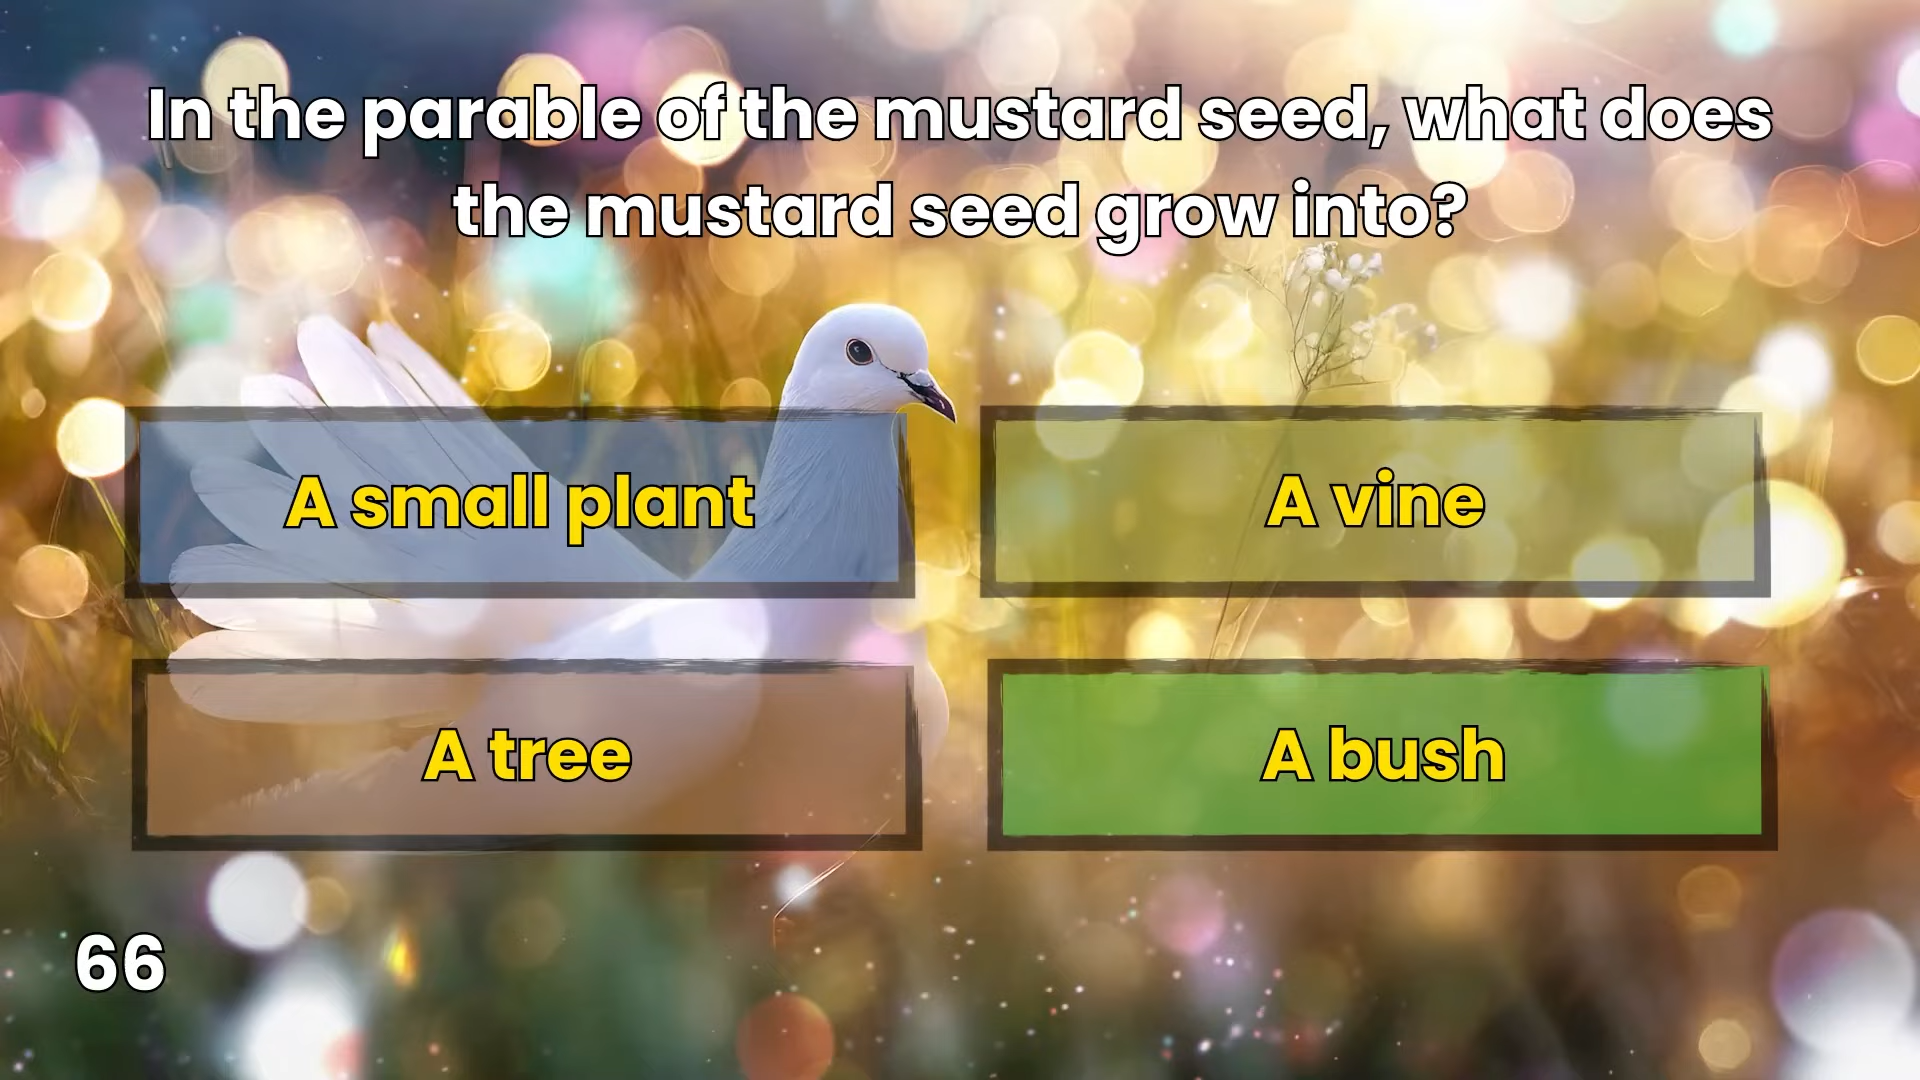 In the parable of the mustard seed, what does
the mustard seed grow into?
A small plant
A vine
A tree
A bush
66